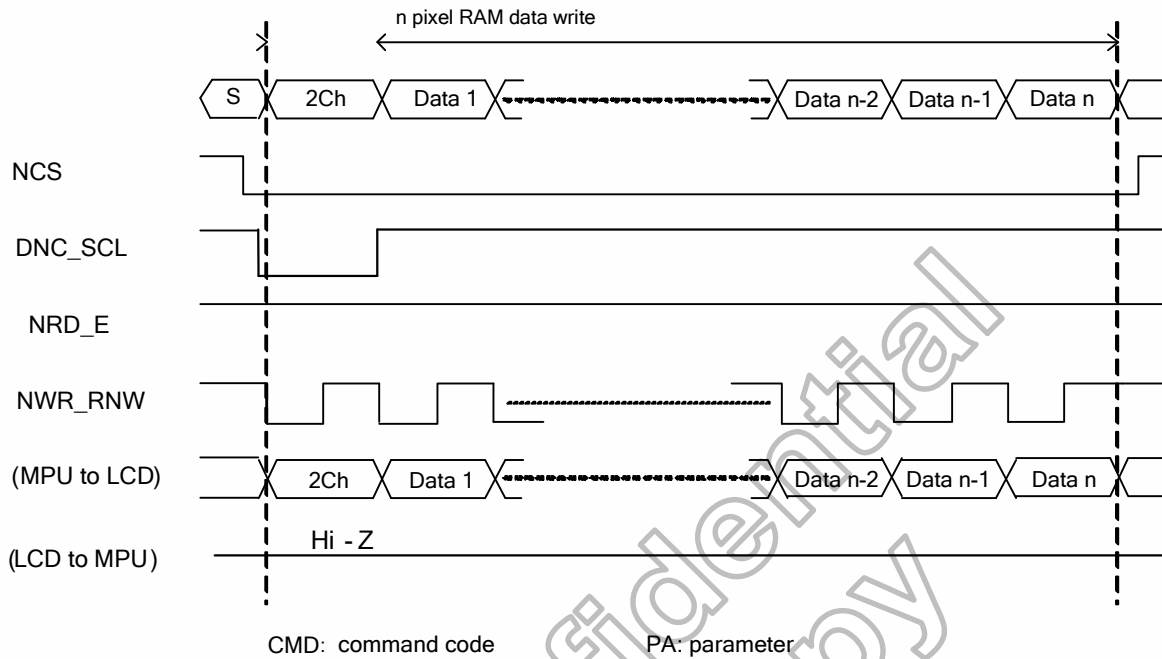 n pixel RAM data write
S 2Ch Data 1 Data n-2 Data n-1 Data n
NCS
DNC_SCL
NRD_E
NWR_RNW
(MPU to LCD) 2Ch Data 1 Data n-2 Data n-1 Data n
Hi - Z
(LCD to MPU)
CMD: command code PA: parameter